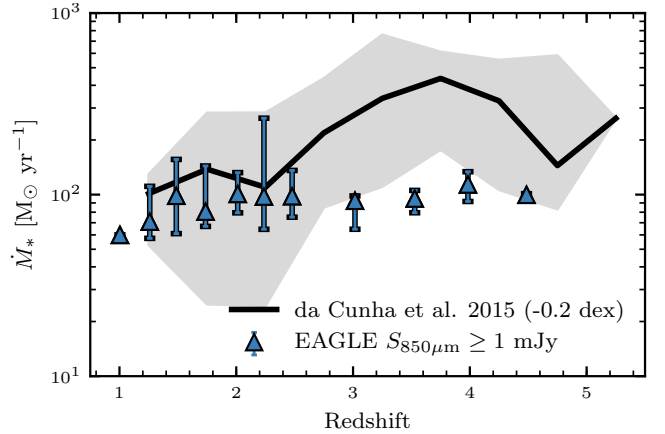 10³
10²
10¹
Ṁ* [M⊙ yr⁻¹]
da Cunha et al. 2015 (-0.2 dex)
EAGLE S850μm ≥ 1 mJy
1 2 3 4 5
Redshift